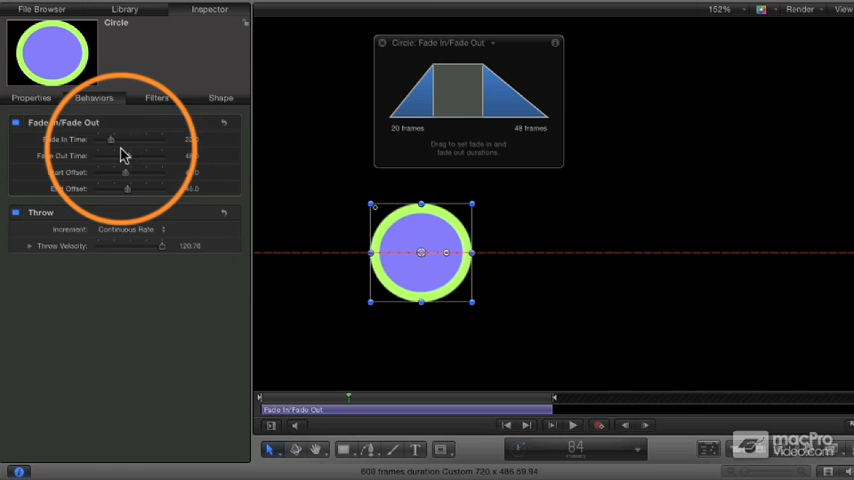 File Browser
Library
Inspector
152%
Render
View
Circle
Properties
Behaviors
Filters
Shape
Fade In/Fade Out
Fade In Time:
Fade Out Time:
Start Offset:
End Offset:
Throw
Increment: Continuous Rate
Throw Velocity: 120.76
Circle: Fade In/Fade Out
20 frames
48 frames
Drag to set fade in and
fade out durations.
Fade In/Fade Out
T
84
FRAMES
macPro
Video.com
600 frames duration Custom 720 x 486 59.94